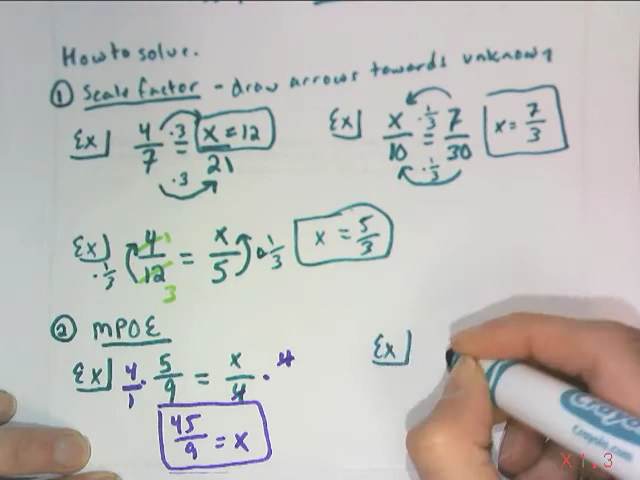 How to solve.
① Scale factor - draw arrows towards unknown
Ex 4/7 = x=12/21 ·3 ·3
Ex x/10 = 7/30 ·1/3 ·1/3 x = 7/3
Ex ·1/3 4/12 = x/5 ·1/3 1 3 x = 5/3
② MPOE
Ex 4/1 · 5/9 = x/4 · 4
45/9 = x
Ex
Crayola
crayola.com
X1.3